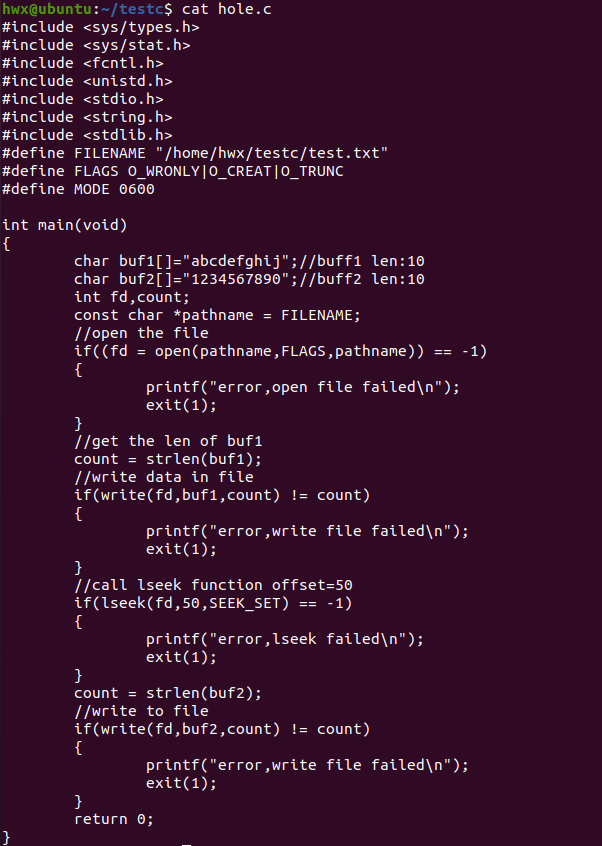 hwx@ubuntu:~/testc$ cat hole.c
#include <sys/types.h>
#include <sys/stat.h>
#include <fcntl.h>
#include <unistd.h>
#include <stdio.h>
#include <string.h>
#include <stdlib.h>
#define FILENAME "/home/hwx/testc/test.txt"
#define FLAGS O_WRONLY|O_CREAT|O_TRUNC
#define MODE 0600

int main(void)
{
        char buf1[]="abcdefghij";//buff1 len:10
        char buf2[]="1234567890";//buff2 len:10
        int fd,count;
        const char *pathname = FILENAME;
        //open the file
        if((fd = open(pathname,FLAGS,pathname)) == -1)
        {
                printf("error,open file failed\n");
                exit(1);
        }
        //get the len of buf1
        count = strlen(buf1);
        //write data in file
        if(write(fd,buf1,count) != count)
        {
                printf("error,write file failed\n");
                exit(1);
        }
        //call lseek function offset=50
        if(lseek(fd,50,SEEK_SET) == -1)
        {
                printf("error,lseek failed\n");
                exit(1);
        }
        count = strlen(buf2);
        //write to file
        if(write(fd,buf2,count) != count)
        {
                printf("error,write file failed\n");
                exit(1);
        }
        return 0;
}